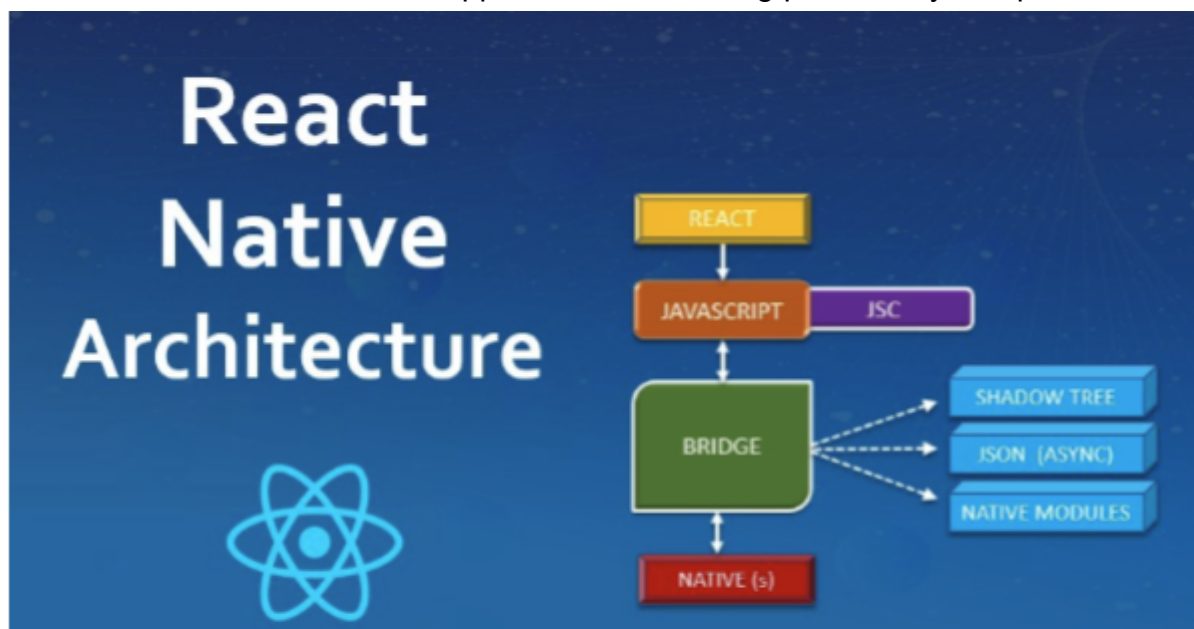 React
Native
Architecture
REACT
JAVASCRIPT JSC
BRIDGE
SHADOW TREE
JSON (ASYNC)
NATIVE MODULES
NATIVE (s)